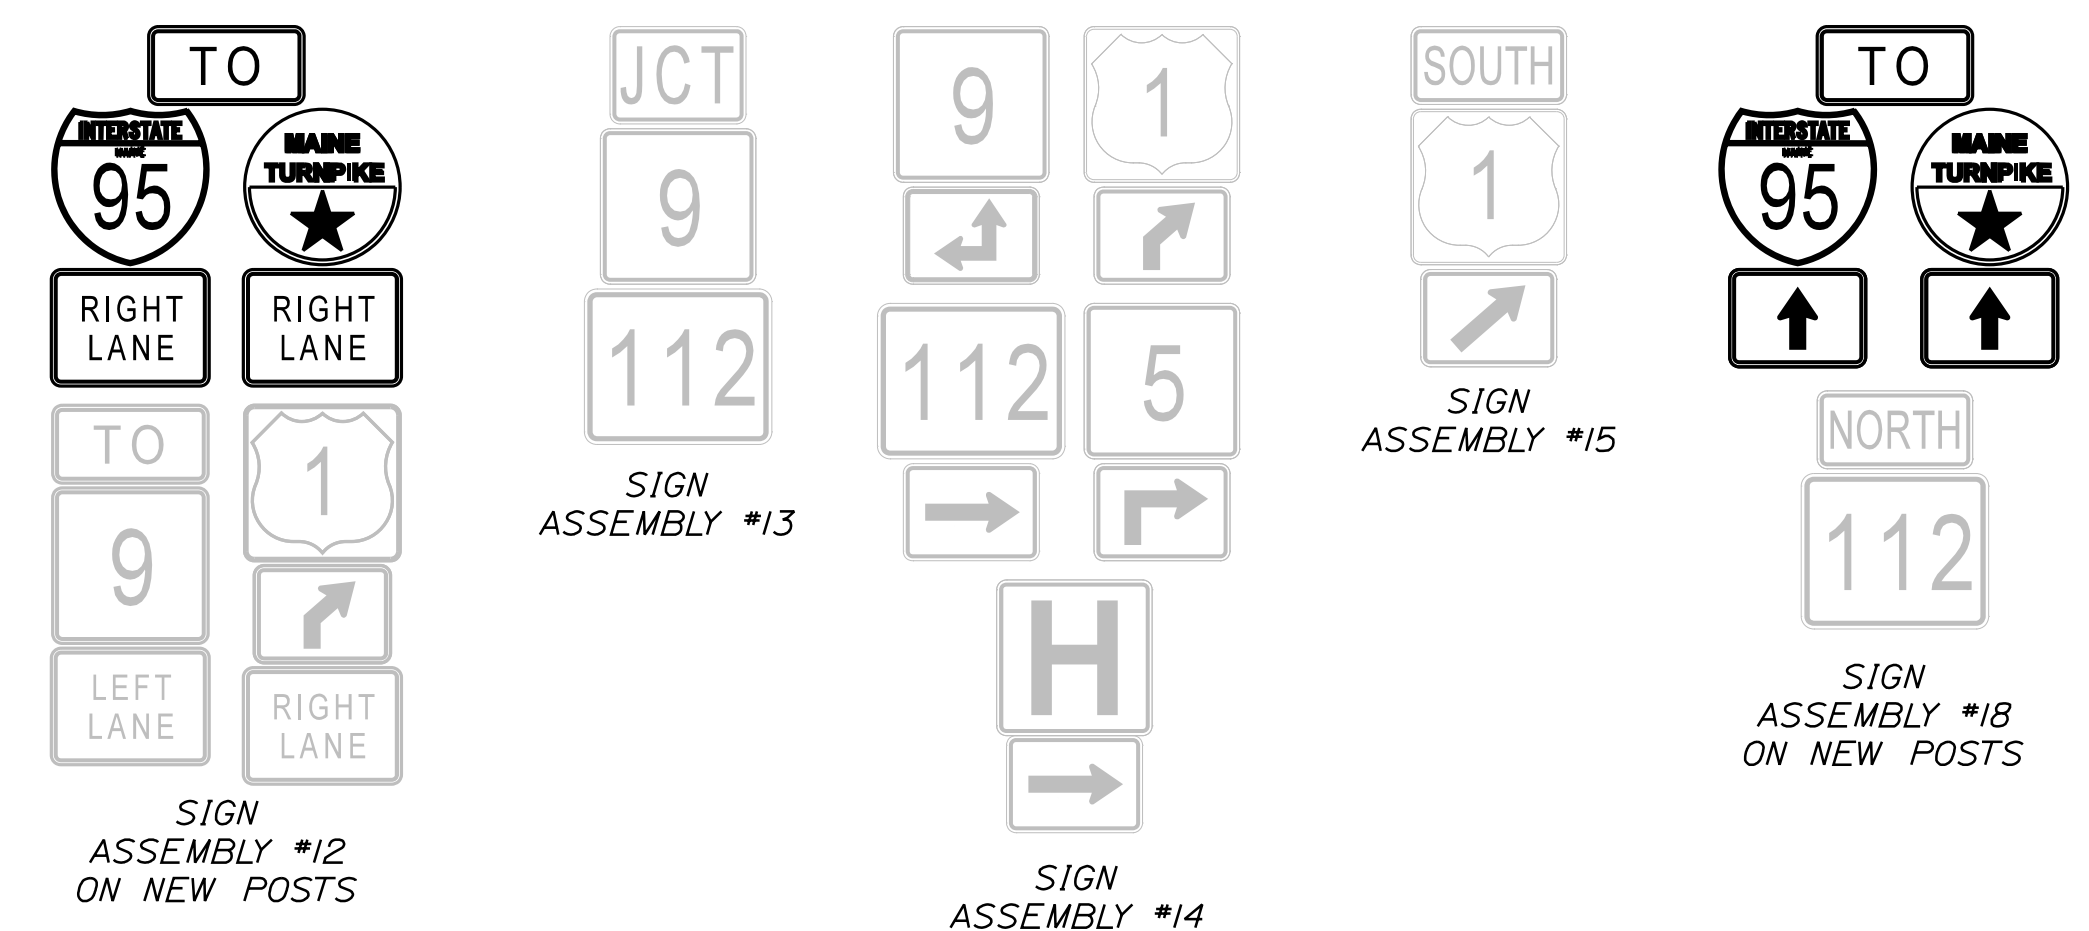 TO
INTERSTATE
MAINE
95
MAINE
TURNPIKE
RIGHT
LANE
RIGHT
LANE
TO
9
LEFT
LANE
1
RIGHT
LANE
SIGN
ASSEMBLY #12
ON NEW POSTS
JCT
9
112
SIGN
ASSEMBLY #13
9
1
112
5
H
SIGN
ASSEMBLY #14
SOUTH
1
SIGN
ASSEMBLY #15
TO
INTERSTATE
MAINE
95
MAINE
TURNPIKE
NORTH
112
SIGN
ASSEMBLY #18
ON NEW POSTS